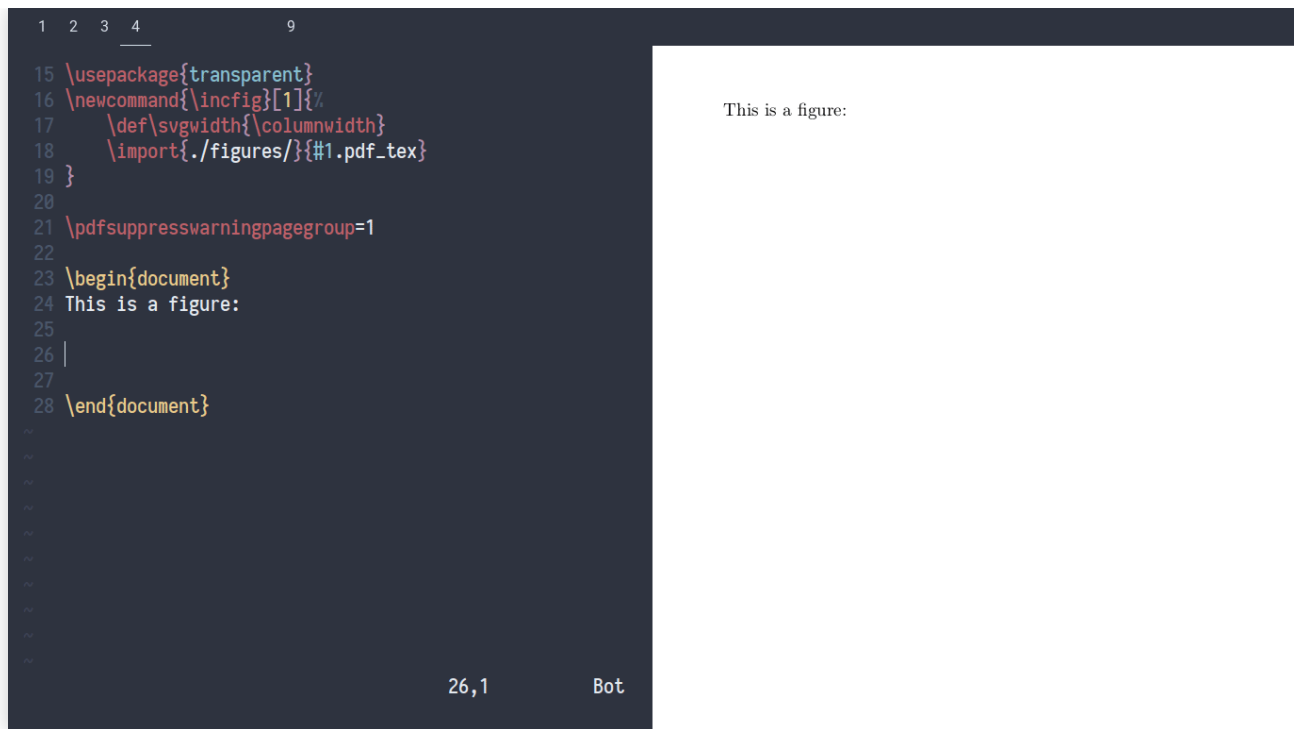 1 2 3 4 9
15 \usepackage{transparent}
16 \newcommand{\incfig}[1]{%
17     \def\svgwidth{\columnwidth}
18     \import{./figures/}{#1.pdf_tex}
19 }
20
21 \pdfsuppresswarningpagegroup=1
22
23 \begin{document}
24 This is a figure:
25
26
27
28 \end{document}
~
~
~
~
~
~
~
~
~
~
26,1 Bot
This is a figure: